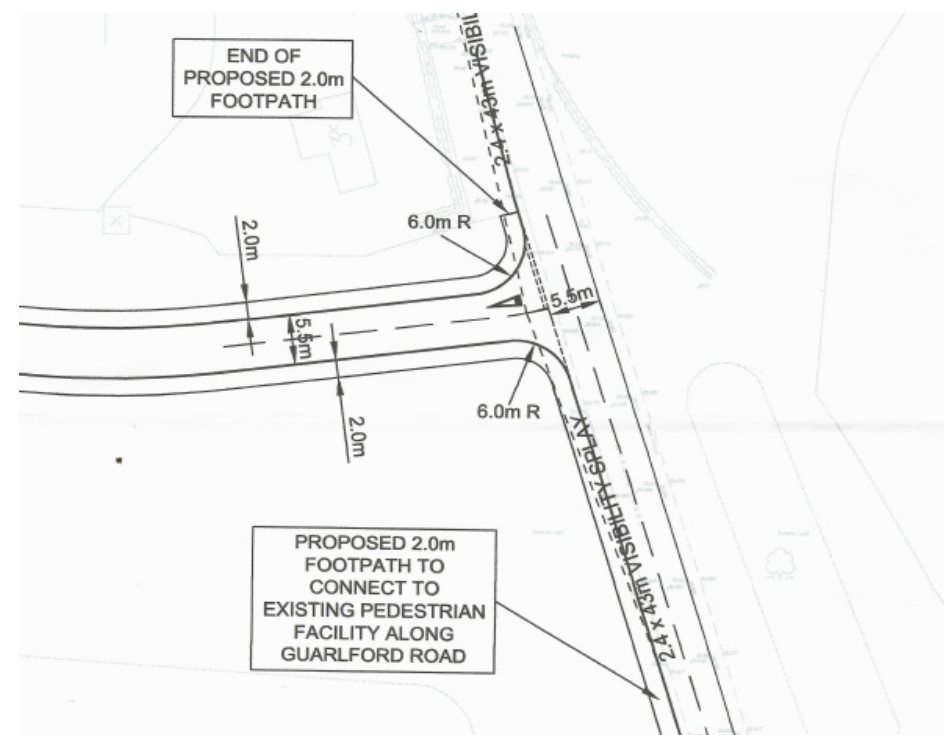 END OF
PROPOSED 2.0m
FOOTPATH
2.4 x 43m VISIBIL
6.0m R
2.0m
5.5m
5.5m
6.0m R
2.0m
2.4 x 43m VISIBILITY SPLAY
PROPOSED 2.0m
FOOTPATH TO
CONNECT TO
EXISTING PEDESTRIAN
FACILITY ALONG
GUARLFORD ROAD